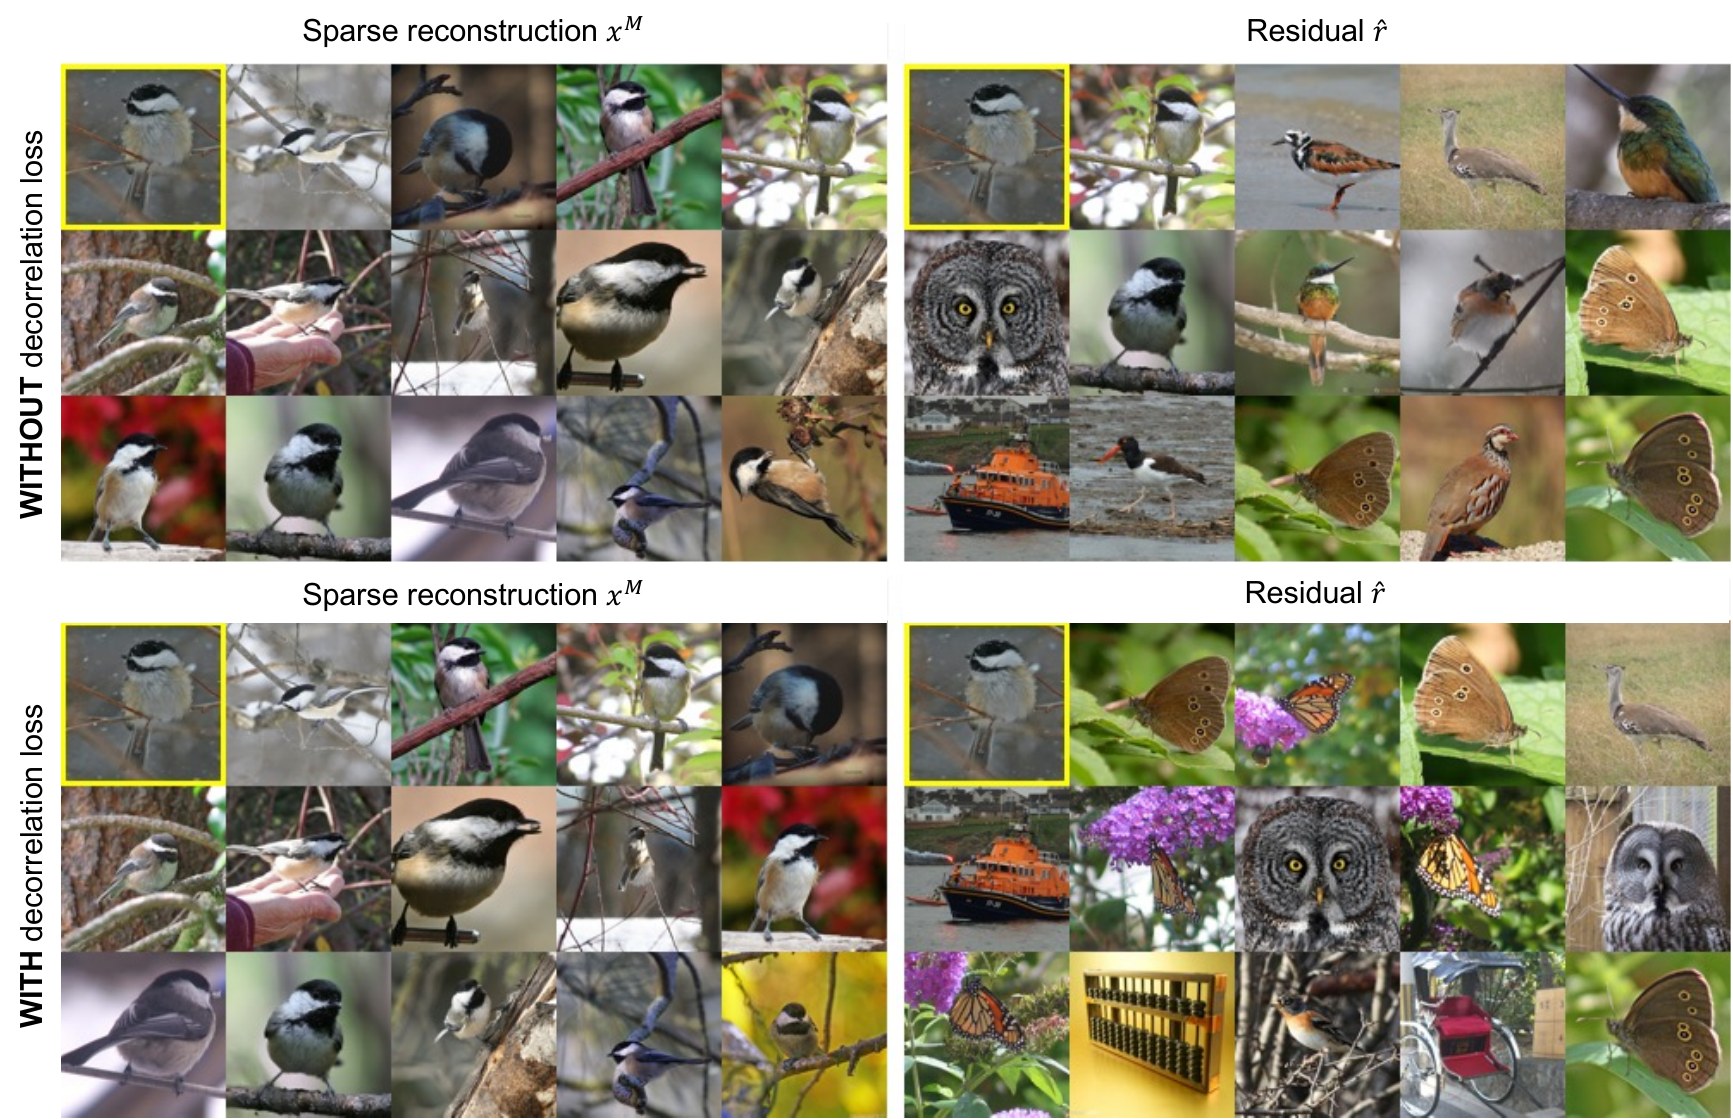 Sparse reconstruction x^M
Residual r̂
WITHOUT decorrelation loss
Sparse reconstruction x^M
Residual r̂
WITH decorrelation loss